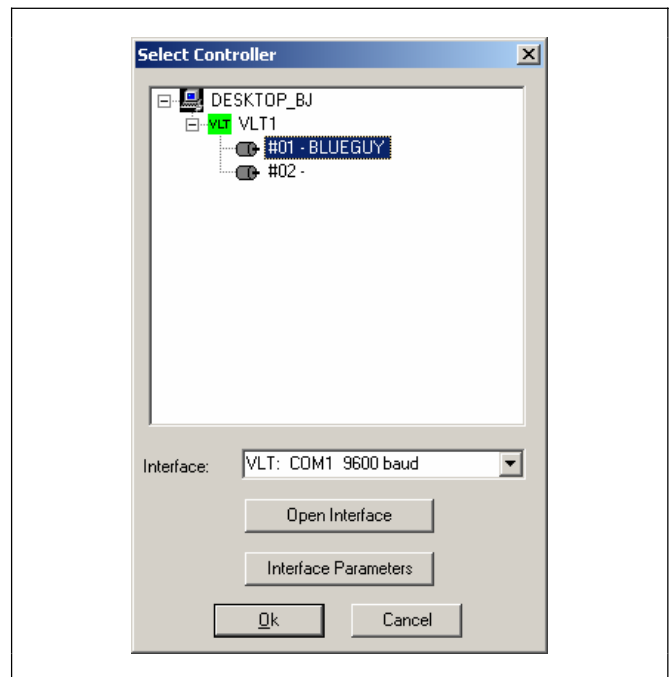 Select Controller
DESKTOP_BJ
VLT VLT1
#01 - BLUEGUY
#02 -
Interface: VLT: COM1 9600 baud
Open Interface
Interface Parameters
Ok Cancel